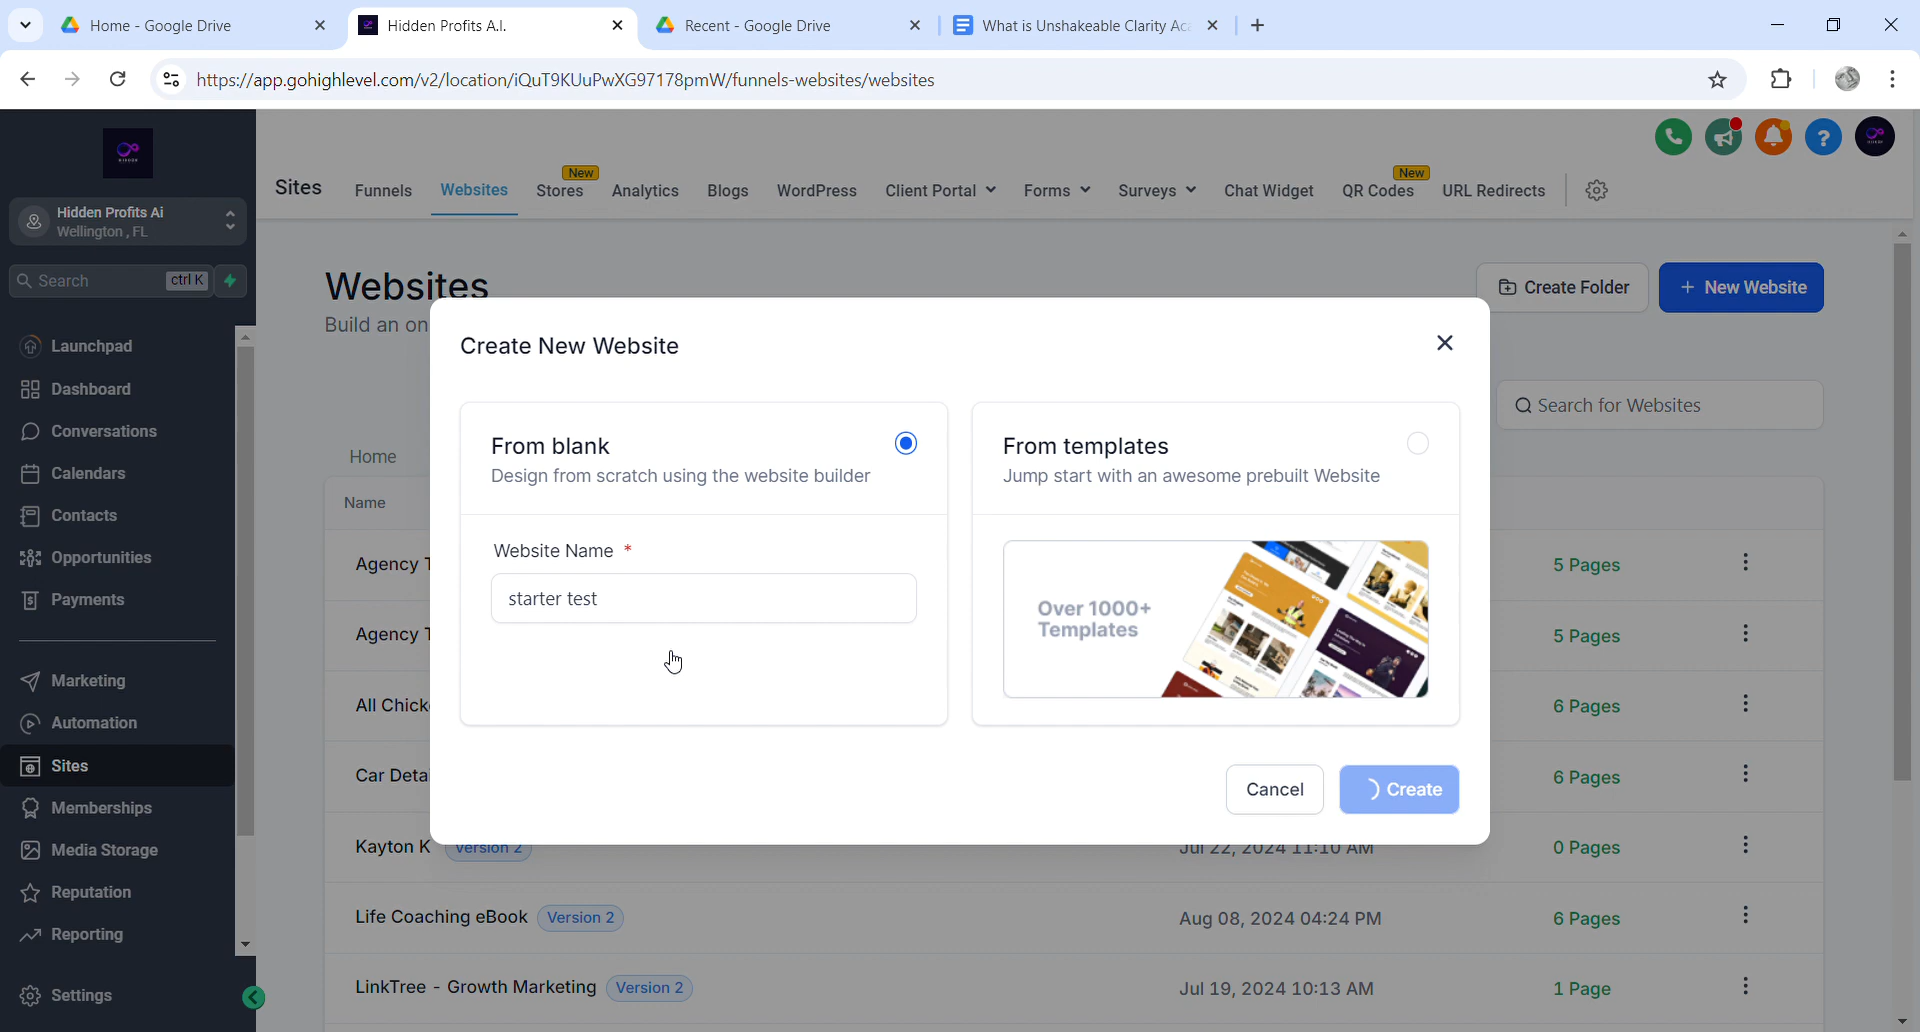 Home - Google Drive
Hidden Profits A.I.
Recent - Google Drive
What is Unshakeable Clarity Aca
https://app.gohighlevel.com/v2/location/iQuT9KUuPwXG97178pmW/funnels-websites/websites
Hidden Profits Ai
Wellington , FL
Search ctrl K
Launchpad
Dashboard
Conversations
Calendars
Contacts
Opportunities
Payments
Marketing
Automation
Sites
Memberships
Media Storage
Reputation
Reporting
Settings
Sites Funnels Websites Stores New Analytics Blogs WordPress Client Portal Forms Surveys Chat Widget QR Codes New URL Redirects
Websites
Build an on
Create Folder
+ New Website
Search for Websites
Home
Name
Create New Website
From blank
Design from scratch using the website builder
Website Name *
starter test
From templates
Jump start with an awesome prebuilt Website
Over 1000+
Templates
Cancel
Create
Agency T 5 Pages
Agency T 5 Pages
All Chick 6 Pages
Car Detai 6 Pages
Kayton K Version 2 Jul 22, 2024 11:10 AM 0 Pages
Life Coaching eBook Version 2 Aug 08, 2024 04:24 PM 6 Pages
LinkTree - Growth Marketing Version 2 Jul 19, 2024 10:13 AM 1 Page